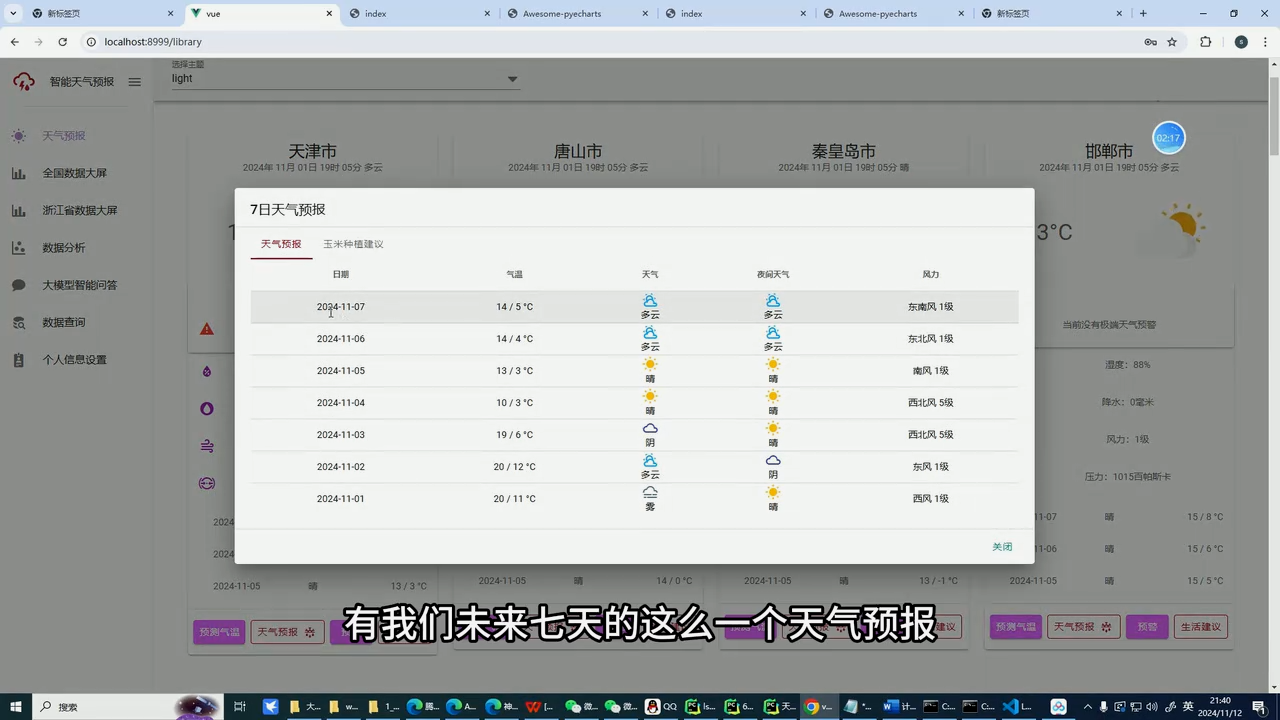 新标签页
vue
index
Awesome-pyecharts
index
Awesome-pyecharts
新标签页
localhost:8999/library
智能天气预报
选择主题
light
天气预报
全国数据大屏
浙江省数据大屏
数据分析
大模型智能问答
数据查询
个人信息设置
02:17
天津市
2024年 11月 01日 19时 05分 多云
唐山市
2024年 11月 01日 19时 05分 多云
秦皇岛市
2024年 11月 01日 19时 05分 晴
邯郸市
2024年 11月 01日 19时 05分 多云
3°C
7日天气预报
天气预报 玉米种植建议
日期 气温 天气 夜间天气 风力
2024-11-07 14 / 5 °C 多云 多云 东南风 1级
2024-11-06 14 / 4 °C 多云 多云 东北风 1级
2024-11-05 13 / 3 °C 晴 晴 南风 1级
2024-11-04 10 / 3 °C 晴 晴 西北风 5级
2024-11-03 19 / 6 °C 阴 晴 西北风 5级
2024-11-02 20 / 12 °C 多云 阴 东风 1级
2024-11-01 20 / 11 °C 雾 晴 西风 1级
关闭
当前没有极端天气预警
湿度：88%
降水：0毫米
风力：1级
压力：1015百帕斯卡
2024 -11-07 晴 15 / 8 °C
2024 -11-06 晴 15 / 6 °C
2024-11-05 晴 13 / 3 °C
2024-11-05 晴 14 / 0 °C
2024-11-05 晴 13 / -1 °C
2024-11-05 晴 15 / 5 °C
预测气温 天气预报
预测气温 天气预报 预警 生活建议
有我们未来七天的这么一个天气预报
搜索
21:40
2024/11/12